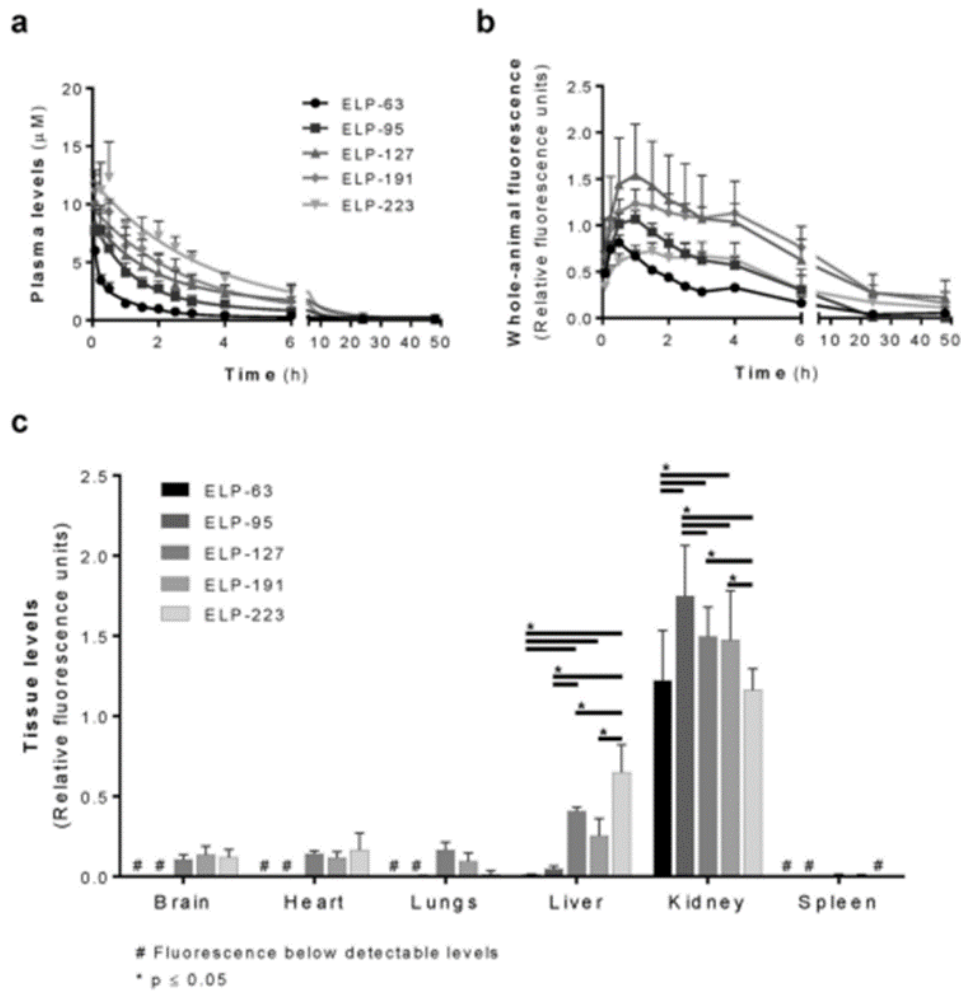 a
Plasma levels (μM)
20
15
10
5
0
0 2 4 6 10 20 30 40 50
Time (h)
ELP-63
ELP-95
ELP-127
ELP-191
ELP-223
b
Whole-animal fluorescence
(Relative fluorescence units)
2.5
2.0
1.5
1.0
0.5
0.0
0 2 4 6 10 20 30 40 50
Time (h)
c
Tissue levels
(Relative fluorescence units)
2.5
2.0
1.5
1.0
0.5
0.0
ELP-63
ELP-95
ELP-127
ELP-191
ELP-223
* * * *
* * * *
# # # # # # # # #
Brain Heart Lungs Liver Kidney Spleen
# Fluorescence below detectable levels
* p ≤ 0.05